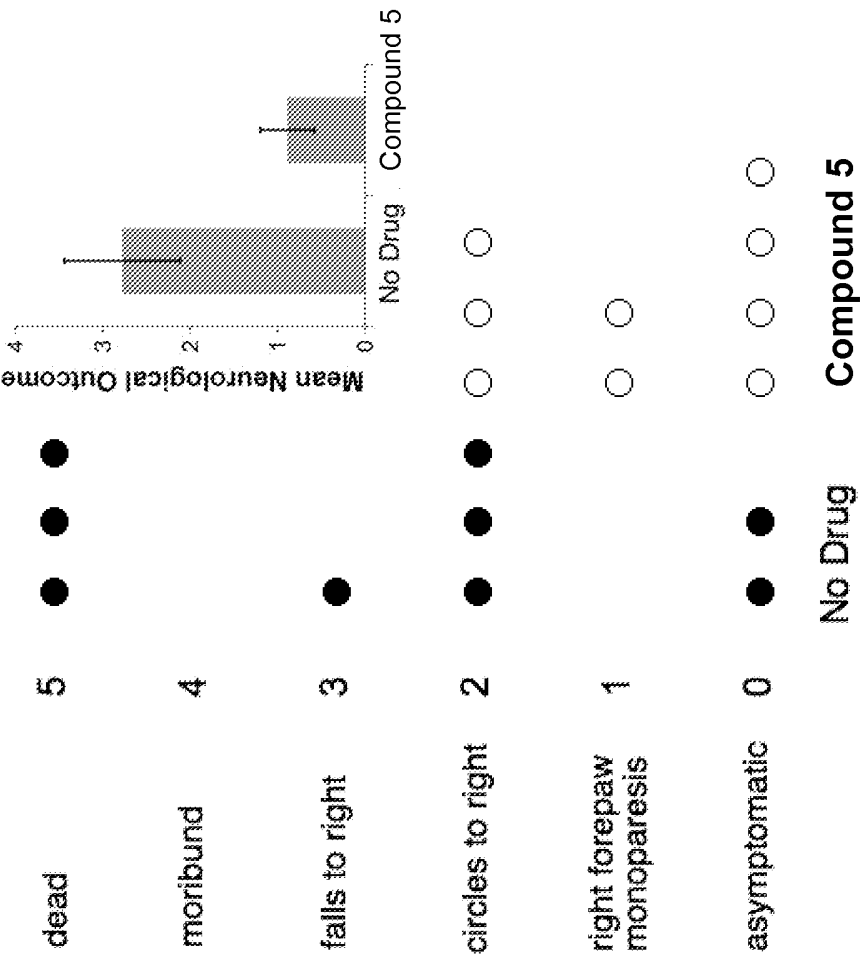 dead 5
moribund 4
falls to right 3
circles to right 2
right forepaw
monoparesis 1
asymptomatic 0
No Drug
Compound 5
Mean Neurological Outcome
4
3
2
1
0
No Drug
Compound 5